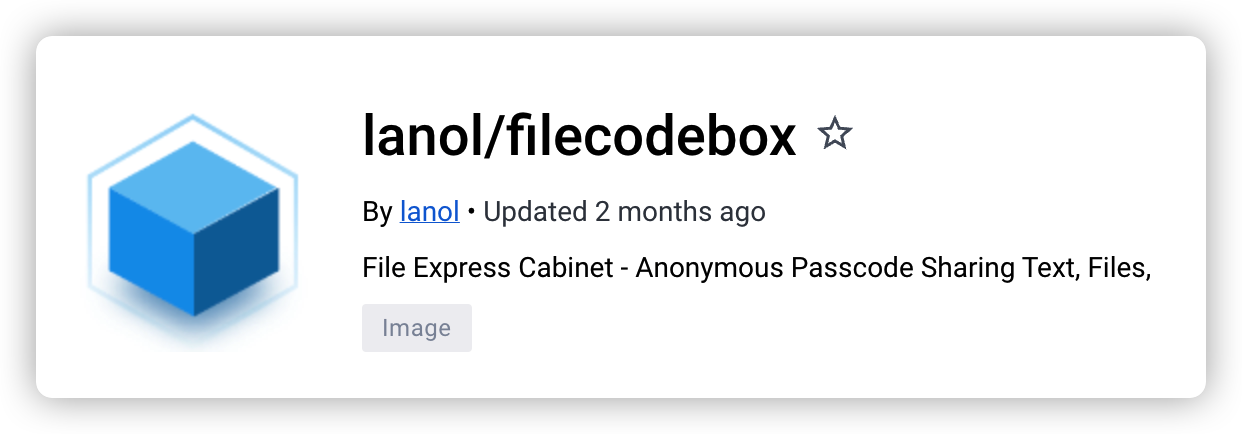 lanol/filecodebox
By lanol • Updated 2 months ago
File Express Cabinet - Anonymous Passcode Sharing Text, Files,
Image